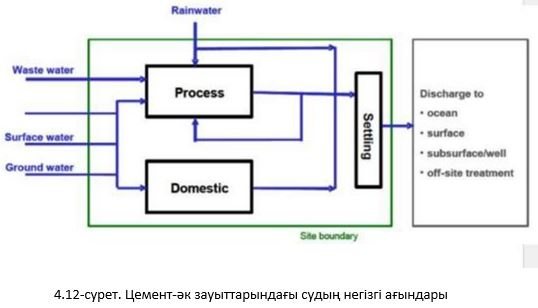 Rainwater
Waste water
Process
Surface water
Ground water
Domestic
Settling
Site boundary
Discharge to
• ocean
• surface
• subsurface/well
• off-site treatment
4.12-сурет. Цемент-әк зауыттарындағы судың негізгі ағындары